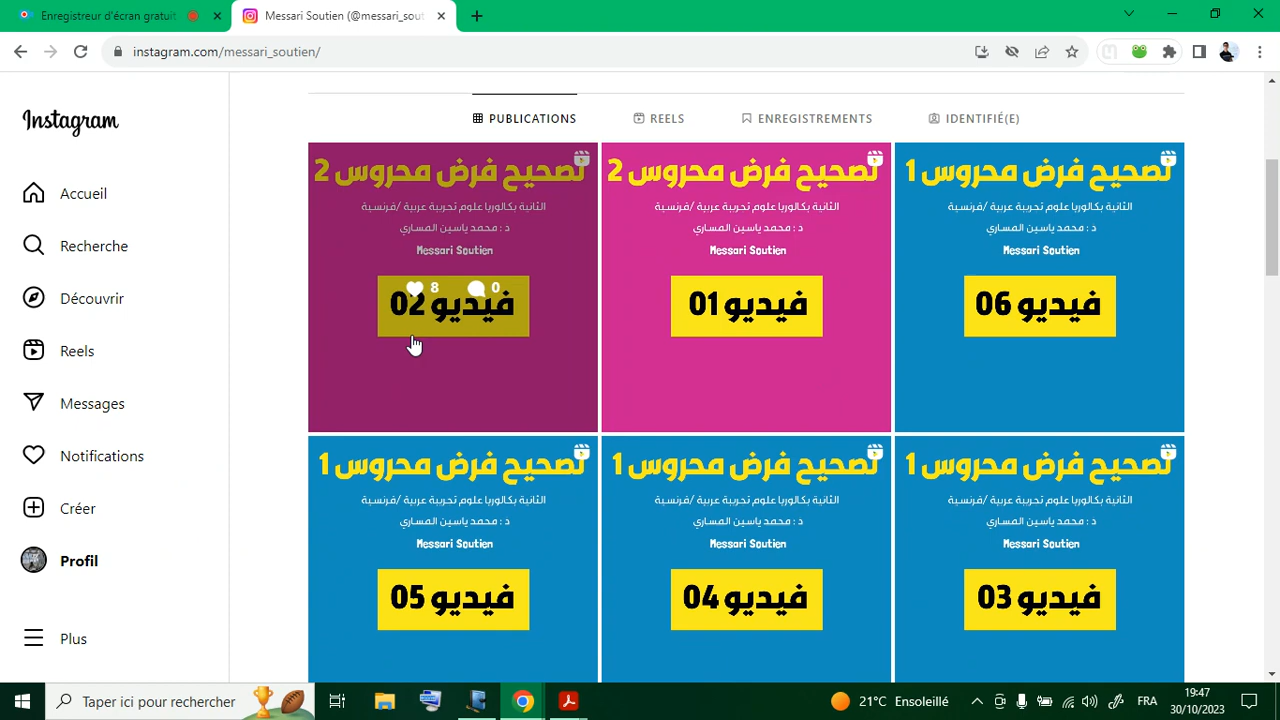 Enregistreur d'écran gratuit
Messari Soutien (@messari_sou
instagram.com/messari_soutien/
Instagram
Accueil
Recherche
Découvrir
Reels
Messages
Notifications
Créer
Profil
Plus
PUBLICATIONS
REELS
ENREGISTREMENTS
IDENTIFIÉ(E)
تصحيح فرض محروس 2
الثانية بكالوريا علوم تجريبية عربية /فرنسية
د : محمد ياسين المساري
Messari Soutien
فيديو 02
8
0
تصحيح فرض محروس 2
الثانية بكالوريا علوم تجريبية عربية /فرنسية
د : محمد ياسين المساري
Messari Soutien
فيديو 01
تصحيح فرض محروس 1
الثانية بكالوريا علوم تجريبية عربية /فرنسية
د : محمد ياسين المساري
Messari Soutien
فيديو 06
تصحيح فرض محروس 1
الثانية بكالوريا علوم تجريبية عربية /فرنسية
د : محمد ياسين المساري
Messari Soutien
فيديو 05
تصحيح فرض محروس 1
الثانية بكالوريا علوم تجريبية عربية /فرنسية
د : محمد ياسين المساري
Messari Soutien
فيديو 04
تصحيح فرض محروس 1
الثانية بكالوريا علوم تجريبية عربية /فرنسية
د : محمد ياسين المساري
Messari Soutien
فيديو 03
Taper ici pour rechercher
21°C Ensoleillé
FRA
19:47
30/10/2023